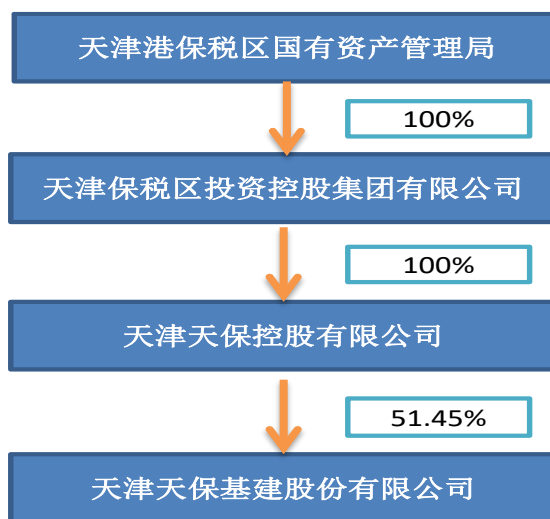 天津港保税区国有资产管理局
100%
天津保税区投资控股集团有限公司
100%
天津天保控股有限公司
51.45%
天津天保基建股份有限公司